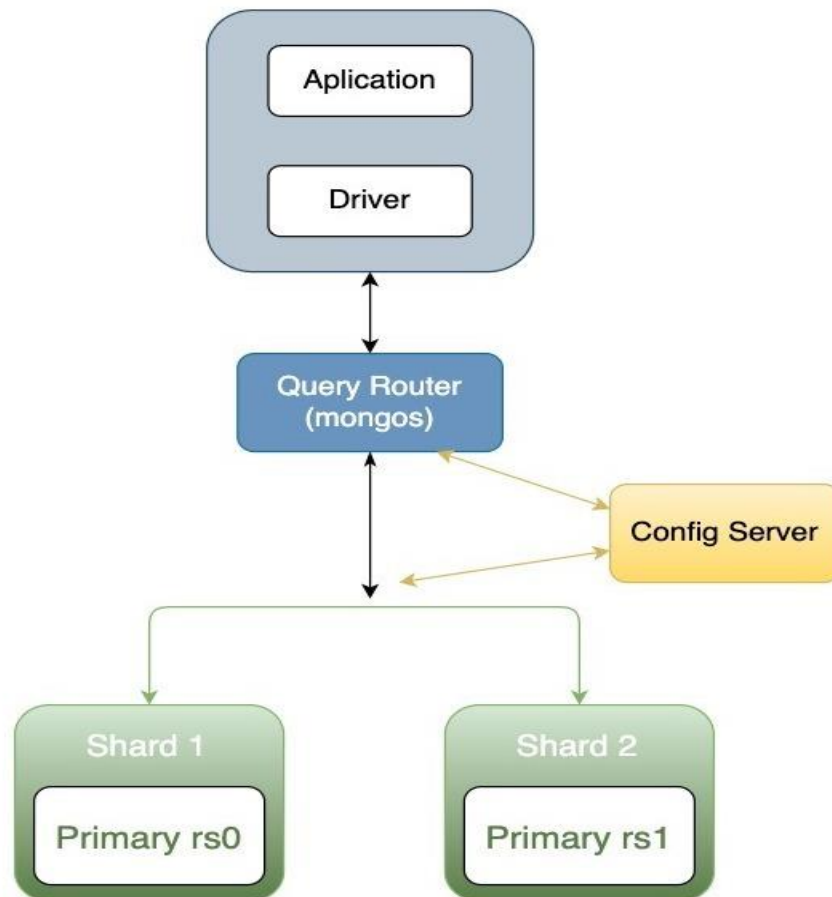 Aplication
Driver
Query Router
(mongos)
Config Server
Shard 1
Shard 2
Primary rs0
Primary rs1